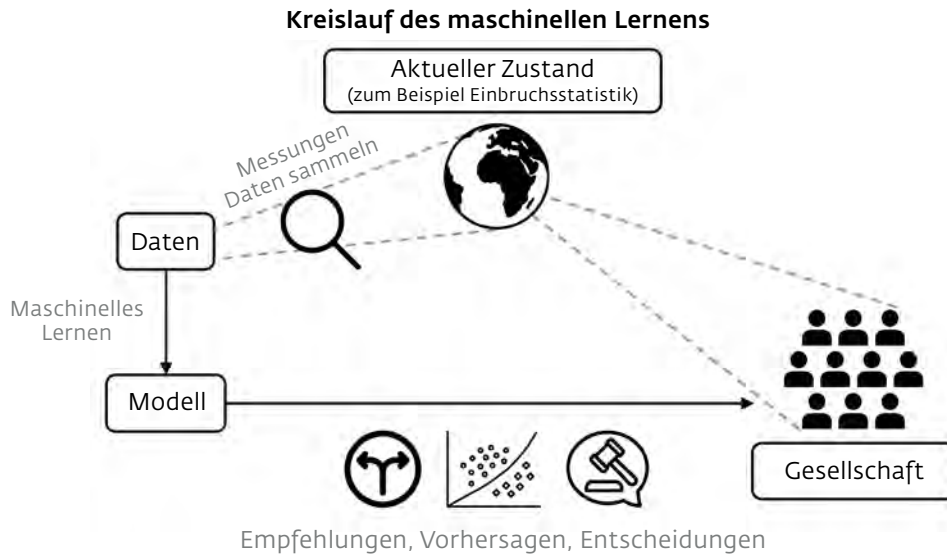 Kreislauf des maschinellen Lernens
Aktueller Zustand
(zum Beispiel Einbruchsstatistik)
Messungen
Daten sammeln
Daten
Maschinelles
Lernen
Modell
Gesellschaft
Empfehlungen, Vorhersagen, Entscheidungen